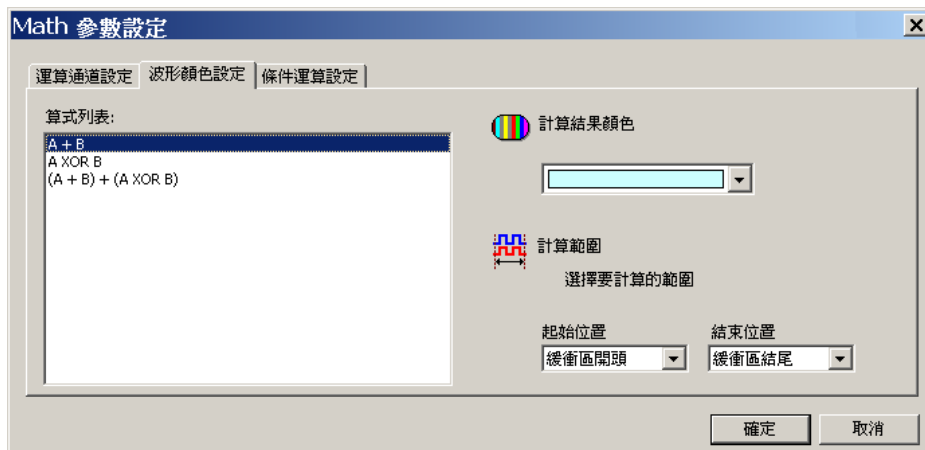 Math 參數設定
運算通道設定 波形顏色設定 條件運算設定
算式列表:
A + B
A XOR B
(A + B) + (A XOR B)
計算結果顏色
計算範圍
選擇要計算的範圍
起始位置 結束位置
緩衝區開頭 緩衝區結尾
確定 取消